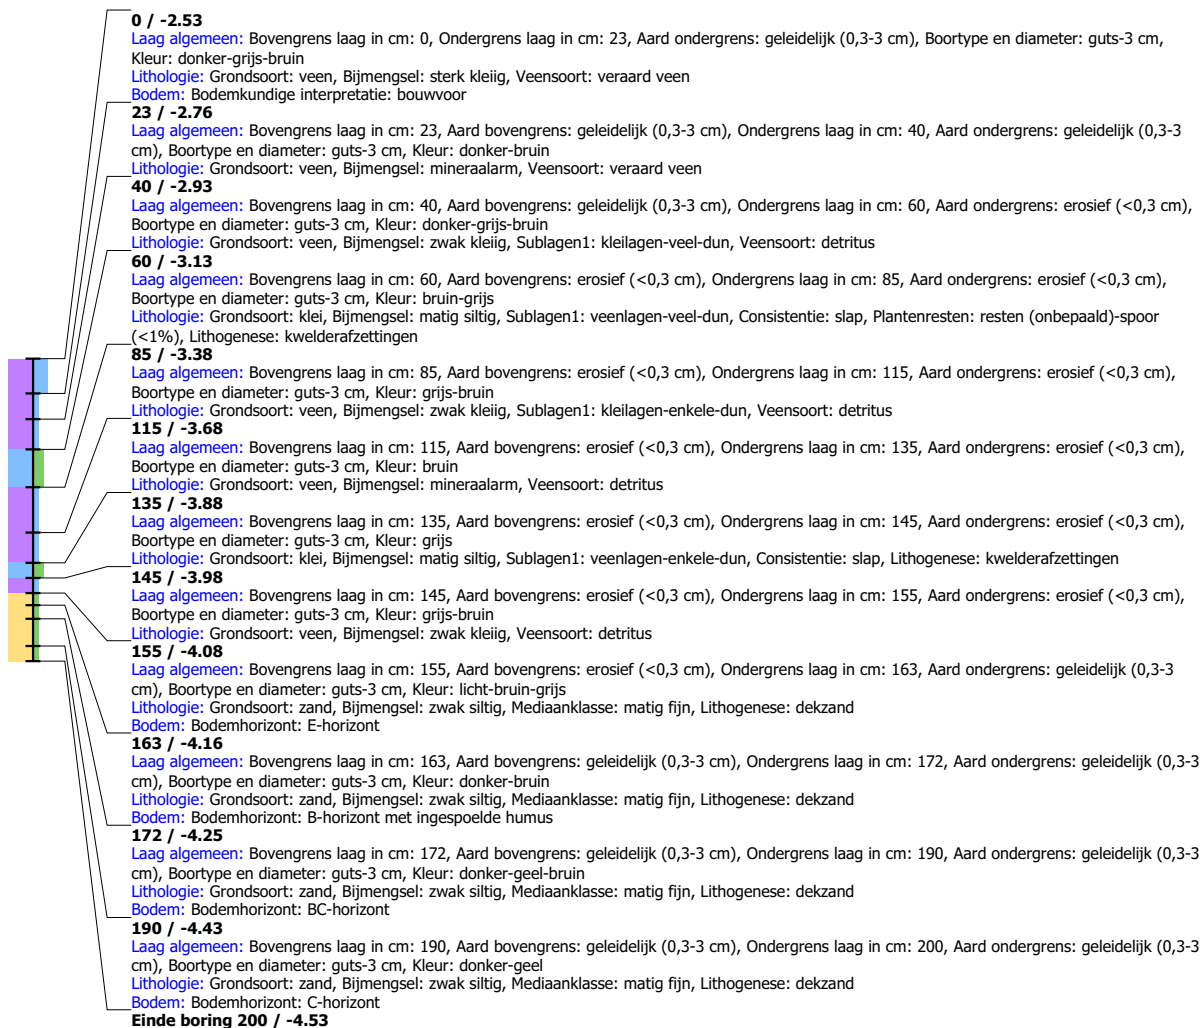 0 / -2.53
Laag algemeen: Bovengrens laag in cm: 0, Ondergrens laag in cm: 23, Aard ondergrens: geleidelijk (0,3-3 cm), Boortype en diameter: guts-3 cm,
Kleur: donker-grijs-bruin
Lithologie: Grondsoort: veen, Bijmengsel: sterk kleiig, Veensoort: veraard veen
Bodem: Bodemkundige interpretatie: bouwvoor
23 / -2.76
Laag algemeen: Bovengrens laag in cm: 23, Aard bovengrens: geleidelijk (0,3-3 cm), Ondergrens laag in cm: 40, Aard ondergrens: geleidelijk (0,3-3
cm), Boortype en diameter: guts-3 cm, Kleur: donker-bruin
Lithologie: Grondsoort: veen, Bijmengsel: mineraalarm, Veensoort: veraard veen
40 / -2.93
Laag algemeen: Bovengrens laag in cm: 40, Aard bovengrens: geleidelijk (0,3-3 cm), Ondergrens laag in cm: 60, Aard ondergrens: erosief (<0,3 cm),
Boortype en diameter: guts-3 cm, Kleur: donker-grijs-bruin
Lithologie: Grondsoort: veen, Bijmengsel: zwak kleiig, Sublagen1: kleilagen-veel-dun, Veensoort: detritus
60 / -3.13
Laag algemeen: Bovengrens laag in cm: 60, Aard bovengrens: erosief (<0,3 cm), Ondergrens laag in cm: 85, Aard ondergrens: erosief (<0,3 cm),
Boortype en diameter: guts-3 cm, Kleur: bruin-grijs
Lithologie: Grondsoort: klei, Bijmengsel: matig siltig, Sublagen1: veenlagen-veel-dun, Consistentie: slap, Plantenresten: resten (onbepaald)-spoor
(<1%), Lithogenese: kwelderafzettingen
85 / -3.38
Laag algemeen: Bovengrens laag in cm: 85, Aard bovengrens: erosief (<0,3 cm), Ondergrens laag in cm: 115, Aard ondergrens: erosief (<0,3 cm),
Boortype en diameter: guts-3 cm, Kleur: grijs-bruin
Lithologie: Grondsoort: veen, Bijmengsel: zwak kleiig, Sublagen1: kleilagen-enkele-dun, Veensoort: detritus
115 / -3.68
Laag algemeen: Bovengrens laag in cm: 115, Aard bovengrens: erosief (<0,3 cm), Ondergrens laag in cm: 135, Aard ondergrens: erosief (<0,3 cm),
Boortype en diameter: guts-3 cm, Kleur: bruin
Lithologie: Grondsoort: veen, Bijmengsel: mineraalarm, Veensoort: detritus
135 / -3.88
Laag algemeen: Bovengrens laag in cm: 135, Aard bovengrens: erosief (<0,3 cm), Ondergrens laag in cm: 145, Aard ondergrens: erosief (<0,3 cm),
Boortype en diameter: guts-3 cm, Kleur: grijs
Lithologie: Grondsoort: klei, Bijmengsel: matig siltig, Sublagen1: veenlagen-enkele-dun, Consistentie: slap, Lithogenese: kwelderafzettingen
145 / -3.98
Laag algemeen: Bovengrens laag in cm: 145, Aard bovengrens: erosief (<0,3 cm), Ondergrens laag in cm: 155, Aard ondergrens: erosief (<0,3 cm),
Boortype en diameter: guts-3 cm, Kleur: grijs-bruin
Lithologie: Grondsoort: veen, Bijmengsel: zwak kleiig, Veensoort: detritus
155 / -4.08
Laag algemeen: Bovengrens laag in cm: 155, Aard bovengrens: erosief (<0,3 cm), Ondergrens laag in cm: 163, Aard ondergrens: geleidelijk (0,3-3
cm), Boortype en diameter: guts-3 cm, Kleur: licht-bruin-grijs
Lithologie: Grondsoort: zand, Bijmengsel: zwak siltig, Mediaanklasse: matig fijn, Lithogenese: dekzand
Bodem: Bodemhorizont: E-horizont
163 / -4.16
Laag algemeen: Bovengrens laag in cm: 163, Aard bovengrens: geleidelijk (0,3-3 cm), Ondergrens laag in cm: 172, Aard ondergrens: geleidelijk (0,3-3
cm), Boortype en diameter: guts-3 cm, Kleur: donker-bruin
Lithologie: Grondsoort: zand, Bijmengsel: zwak siltig, Mediaanklasse: matig fijn, Lithogenese: dekzand
Bodem: Bodemhorizont: B-horizont met ingespoelde humus
172 / -4.25
Laag algemeen: Bovengrens laag in cm: 172, Aard bovengrens: geleidelijk (0,3-3 cm), Ondergrens laag in cm: 190, Aard ondergrens: geleidelijk (0,3-3
cm), Boortype en diameter: guts-3 cm, Kleur: donker-geel-bruin
Lithologie: Grondsoort: zand, Bijmengsel: zwak siltig, Mediaanklasse: matig fijn, Lithogenese: dekzand
Bodem: Bodemhorizont: BC-horizont
190 / -4.43
Laag algemeen: Bovengrens laag in cm: 190, Aard bovengrens: geleidelijk (0,3-3 cm), Ondergrens laag in cm: 200, Aard ondergrens: geleidelijk (0,3-3
cm), Boortype en diameter: guts-3 cm, Kleur: donker-geel
Lithologie: Grondsoort: zand, Bijmengsel: zwak siltig, Mediaanklasse: matig fijn, Lithogenese: dekzand
Bodem: Bodemhorizont: C-horizont
Einde boring 200 / -4.53